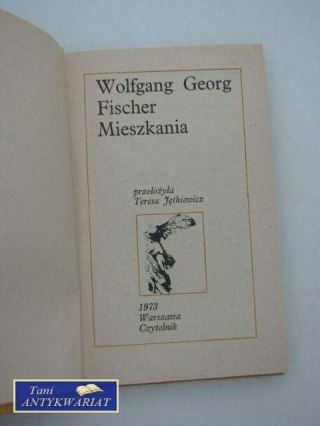 Wolfgang Georg
Fischer
Mieszkania
przełożyła
Teresa Jętkiewicz
1973
Warszawa
Czytelnik
Tani
ANTYKWARIAT